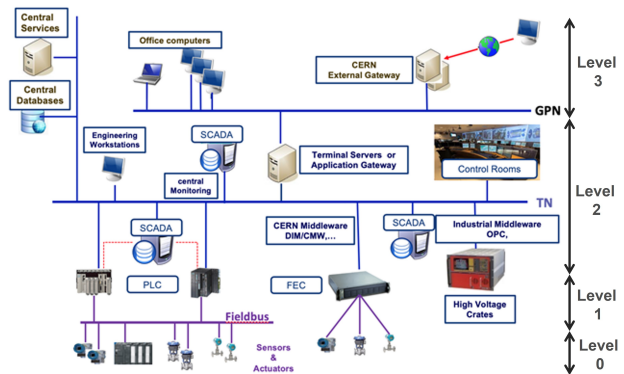 Central
Services
Office computers
CERN
External Gateway
Level
3
Central
Databases
GPN
Engineering
Workstations
SCADA
Terminal Servers or
Application Gateway
Control Rooms
central
Monitoring
Level
2
TN
SCADA
CERN Middleware
DIM/CMW,...
SCADA
Industrial Middleware
OPC,
PLC
FEC
High Voltage
Crates
Level
1
Fieldbus
Sensors
&
Actuators
Level
0